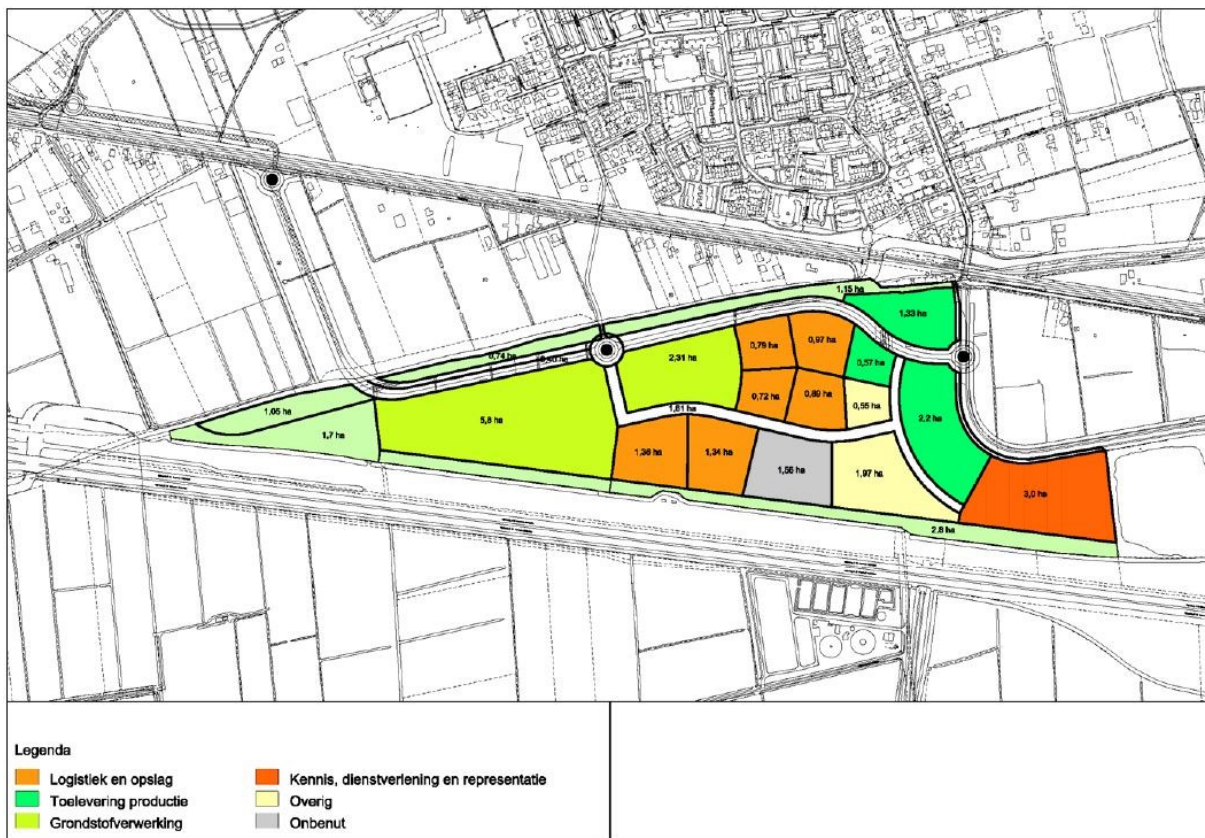 1,15 ha
1,33 ha
0,74 ha
2,31 ha
0,79 ha
0,97 ha
0,57 ha
1,05 ha
1,7 ha
5,8 ha
0,72 ha
0,89 ha
0,55 ha
1,61 ha
2,2 ha
1,36 ha
1,34 ha
1,56 ha
1,97 ha
3,0 ha
2,8 ha
Legenda
Logistiek en opslag
Toelevering productie
Grondstofverwerking
Kennis, dienstverlening en representatie
Overig
Onbenut